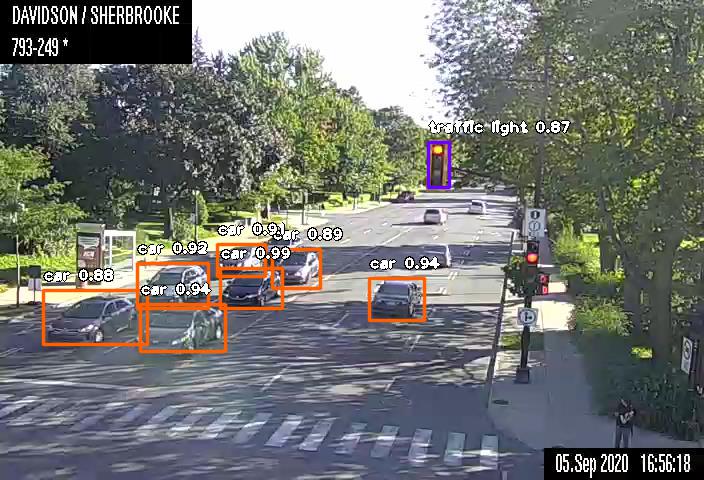 DAVIDSON / SHERBROOKE
793-249 *
traffic light 0.87
car 0.91
car 0.89
car 0.92
car 0.99
car 0.94
car 0.88
car 0.94
05.Sep 2020 16:56:18